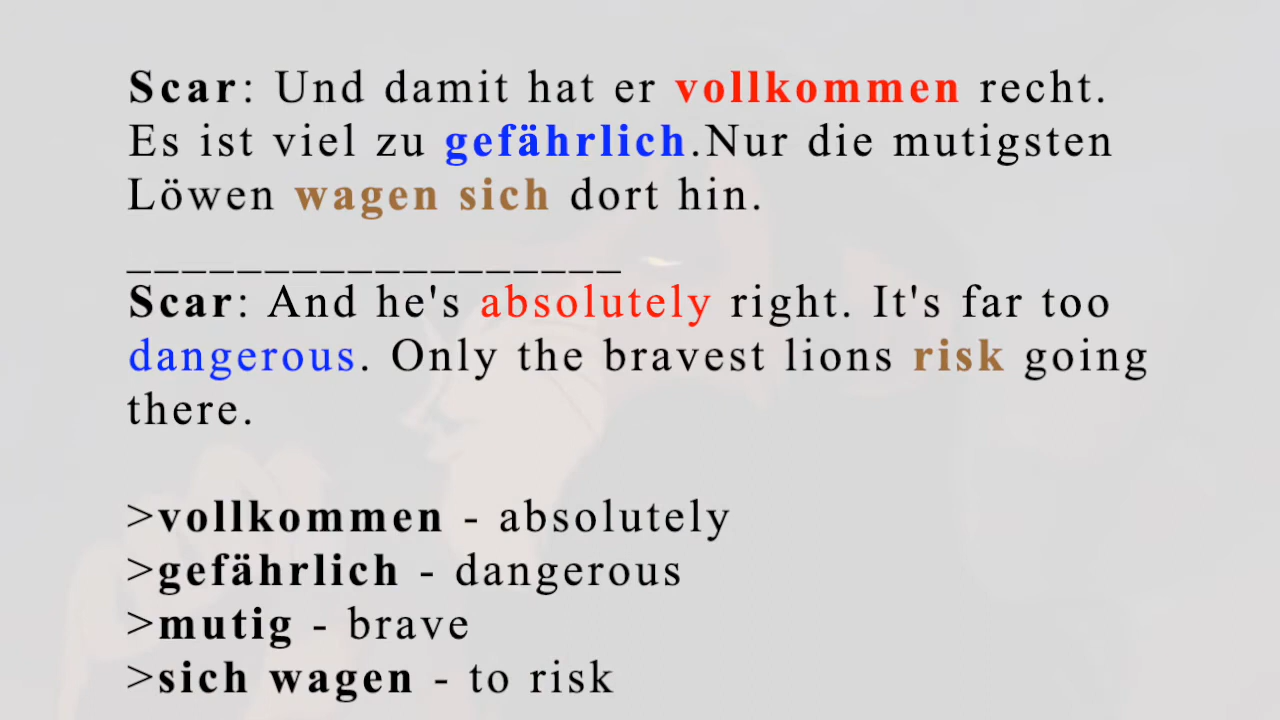 Scar: Und damit hat er vollkommen recht.
Es ist viel zu gefährlich.Nur die mutigsten
Löwen wagen sich dort hin.
__________________
Scar: And he's absolutely right. It's far too
dangerous. Only the bravest lions risk going
there.
>vollkommen - absolutely
>gefährlich - dangerous
>mutig - brave
>sich wagen - to risk